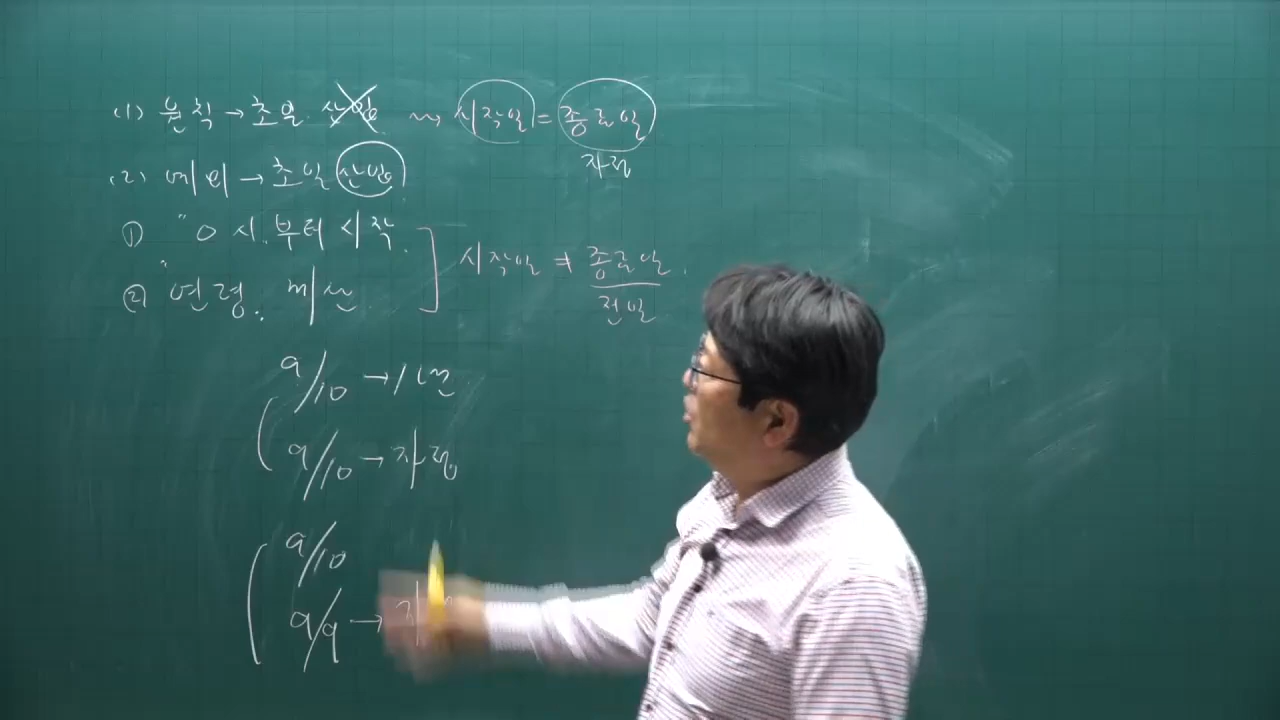 (1) 원칙 → 초일 산입 ⇝ 시작일 = 종료일
자정
(2) 예외 → 초일 산입
① "0시부터 시작 시작일 ≠ 종료일.
② "연령. 계산 전일
9/10 → 1년
9/10 → 자정
9/10
9/9 →